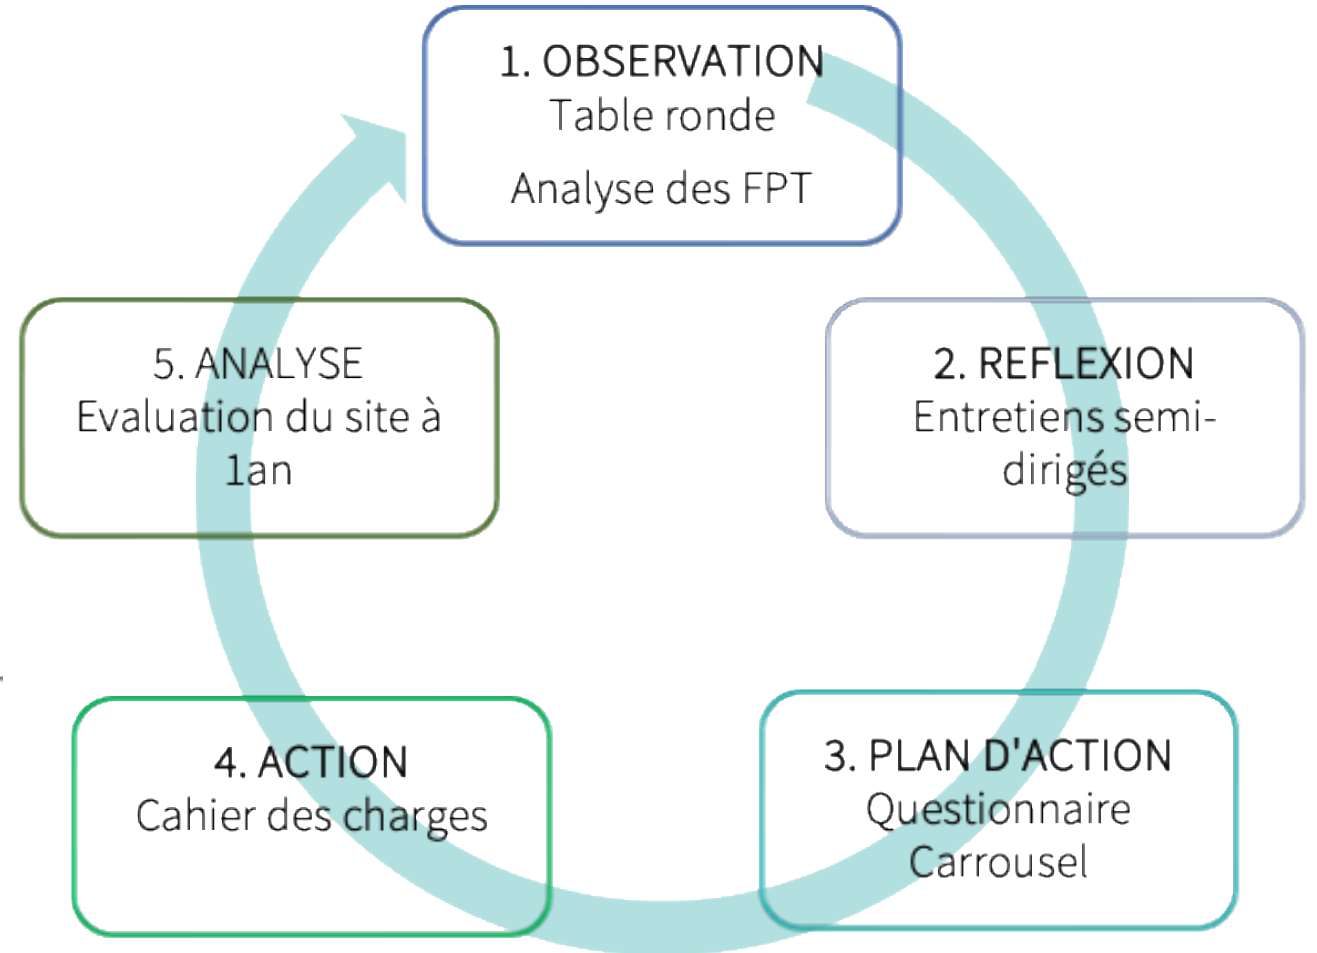 1. OBSERVATION
Table ronde
Analyse des FPT
2. REFLEXION
Entretiens semi-
dirigés
3. PLAN D'ACTION
Questionnaire
Carrousel
4. ACTION
Cahier des charges
5. ANALYSE
Evaluation du site à
1an